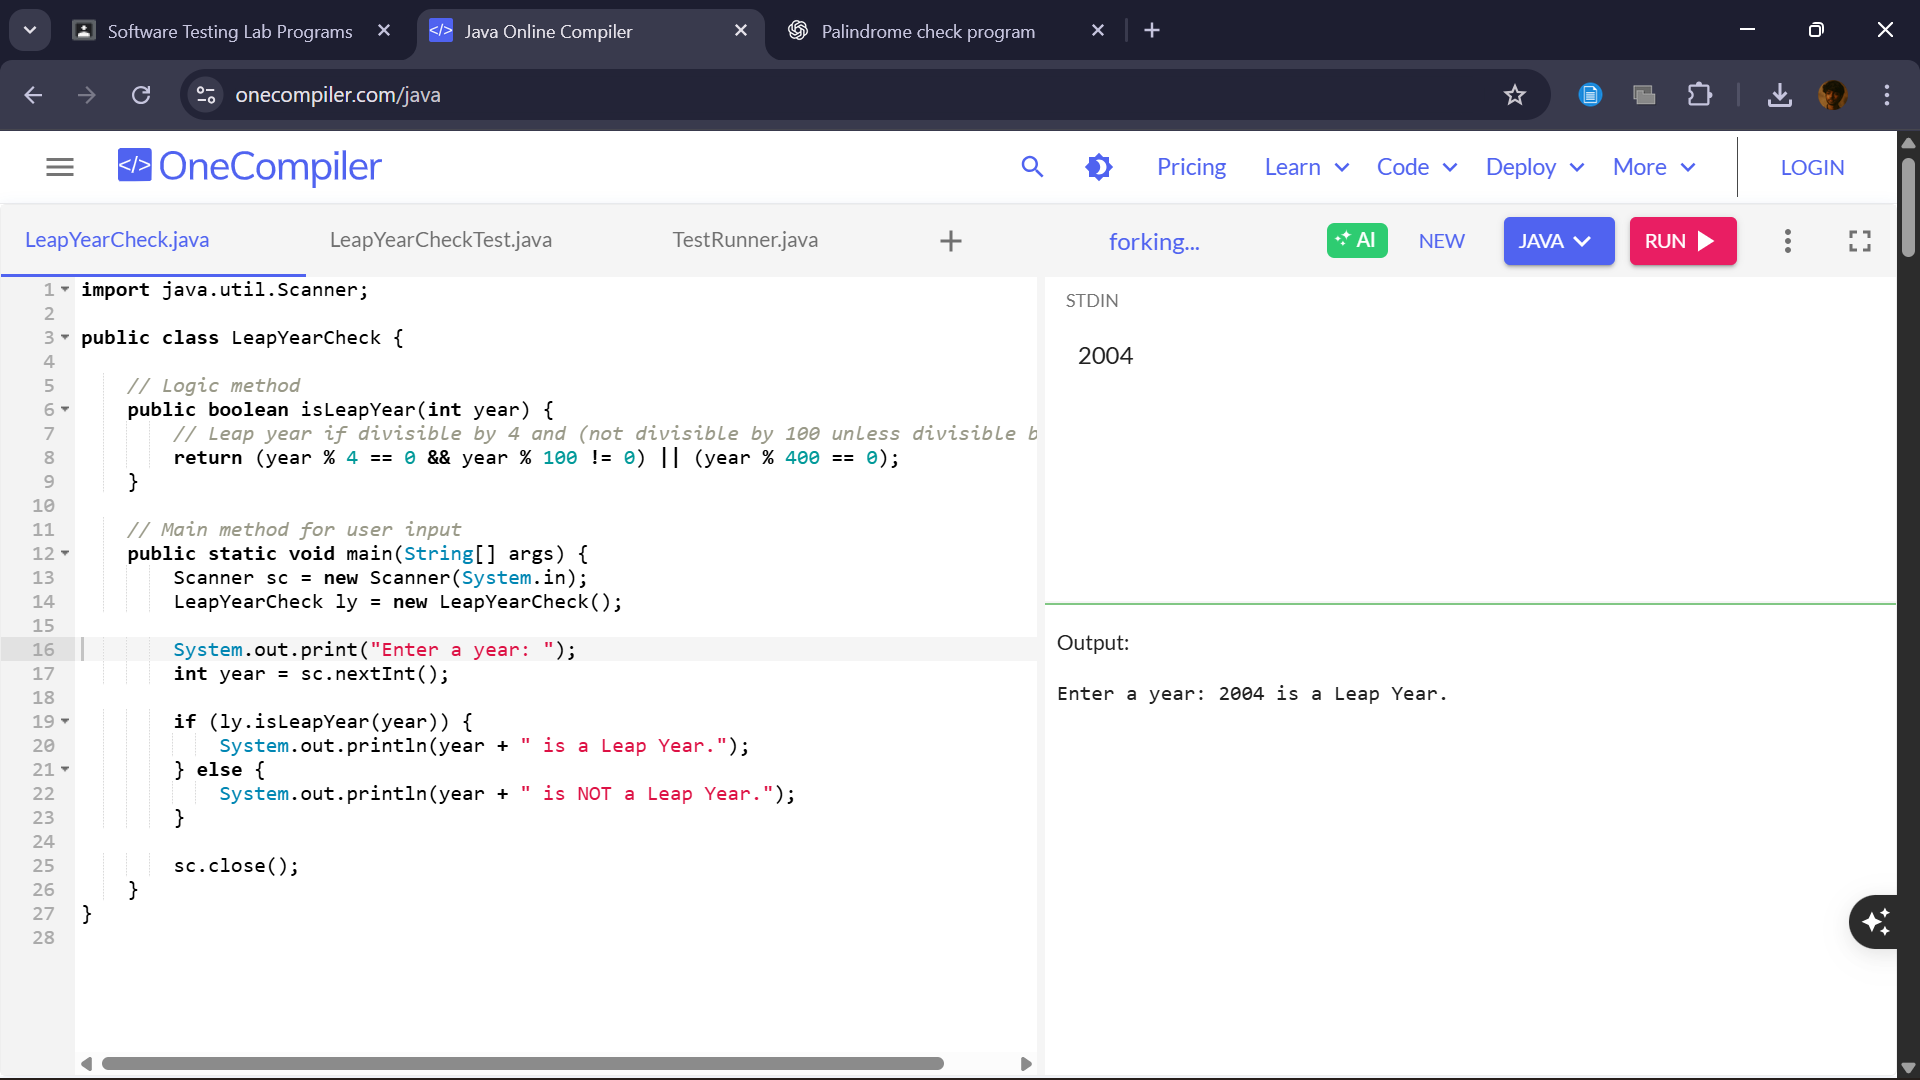 Software Testing Lab Programs
Java Online Compiler
Palindrome check program
onecompiler.com/java
</> OneCompiler
Pricing
Learn
Code
Deploy
More
LOGIN
LeapYearCheck.java
LeapYearCheckTest.java
TestRunner.java
forking...
AI
NEW
JAVA
RUN
1 import java.util.Scanner;
2
3 public class LeapYearCheck {
4
5 // Logic method
6 public boolean isLeapYear(int year) {
7 // Leap year if divisible by 4 and (not divisible by 100 unless divisible b
8 return (year % 4 == 0 && year % 100 != 0) || (year % 400 == 0);
9 }
10
11 // Main method for user input
12 public static void main(String[] args) {
13 Scanner sc = new Scanner(System.in);
14 LeapYearCheck ly = new LeapYearCheck();
15
16 System.out.print("Enter a year: ");
17 int year = sc.nextInt();
18
19 if (ly.isLeapYear(year)) {
20 System.out.println(year + " is a Leap Year.");
21 } else {
22 System.out.println(year + " is NOT a Leap Year.");
23 }
24
25 sc.close();
26 }
27 }
28
STDIN
2004
Output:
Enter a year: 2004 is a Leap Year.